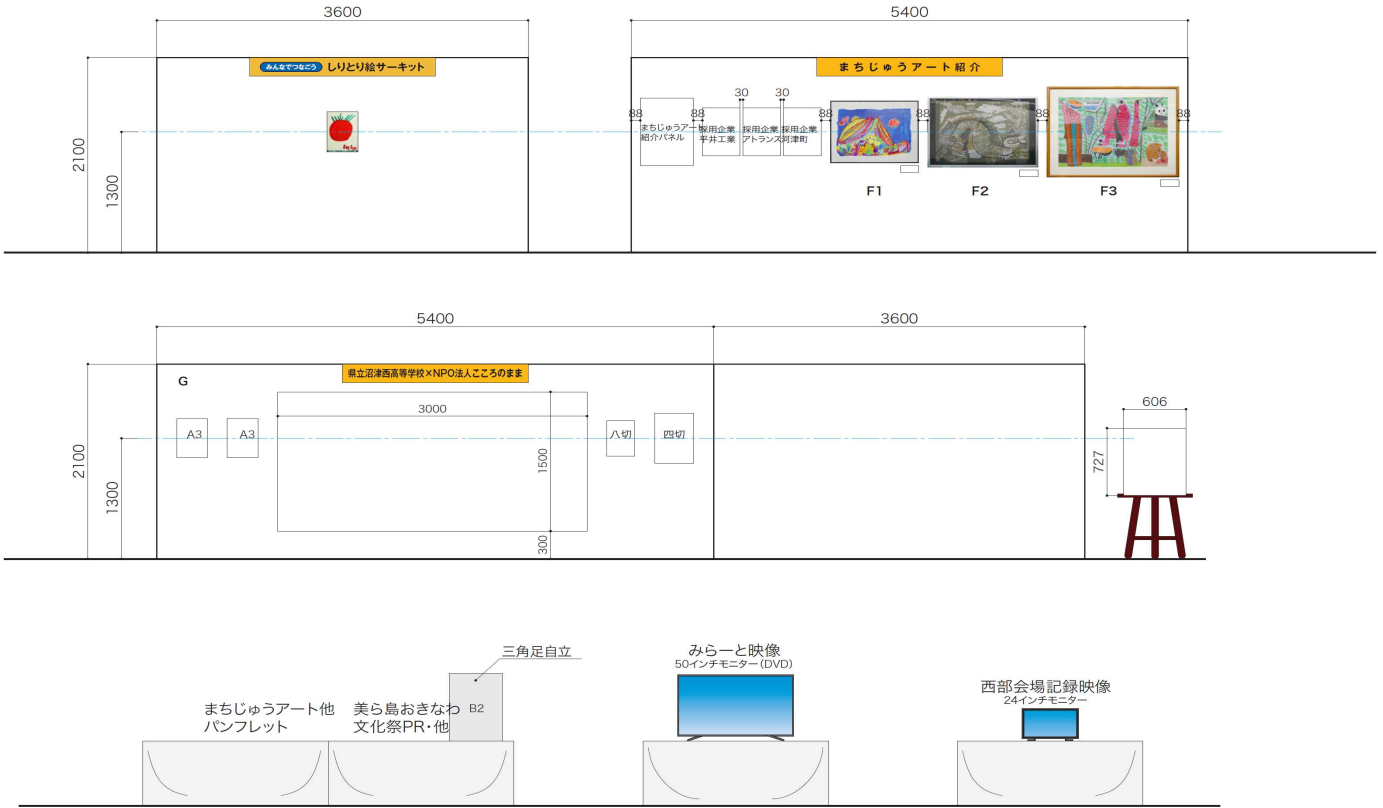 3600
5400
みんなでつなごう しりとり絵サーキット
まちじゅうアート紹介
2100
1300
88
まちじゅうアート
紹介パネル
88
30
30
採用企業
平井工業
採用企業
アトランス
採用企業
河津町
88
88
88
88
F1
F2
F3
5400
3600
県立沼津西高等学校×NPO法人こころのまま
G
2100
1300
A3
A3
3000
1500
300
八切
四切
606
727
三角足自立
まちじゅうアート他
パンフレット
美ら島おきなわ
文化祭PR・他
B2
みらーと映像
50インチモニター(DVD)
西部会場記録映像
24インチモニター